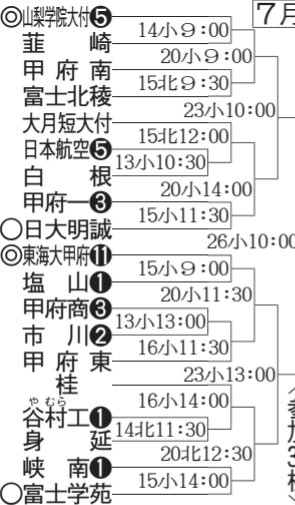 7月
◎山梨学院大付❺
14小9:00
韮崎
20小9:00
甲府南
15北9:30
富士北稜
23小10:00
大月短大付
15北12:00
日本航空❺
13小10:30
白根
20小14:00
甲府一❸
15小11:30
○日大明誠
26小10:00
◎東海大甲府⓫
15小9:00
塩山❶
20小11:30
甲府商❸
13小13:00
市川❷
16小11:30
甲府東
23小13:00
桂
16小14:00
やむら
谷村工❶
14北11:30
身延
20北12:30
峡南❶
15小14:00
○富士学苑